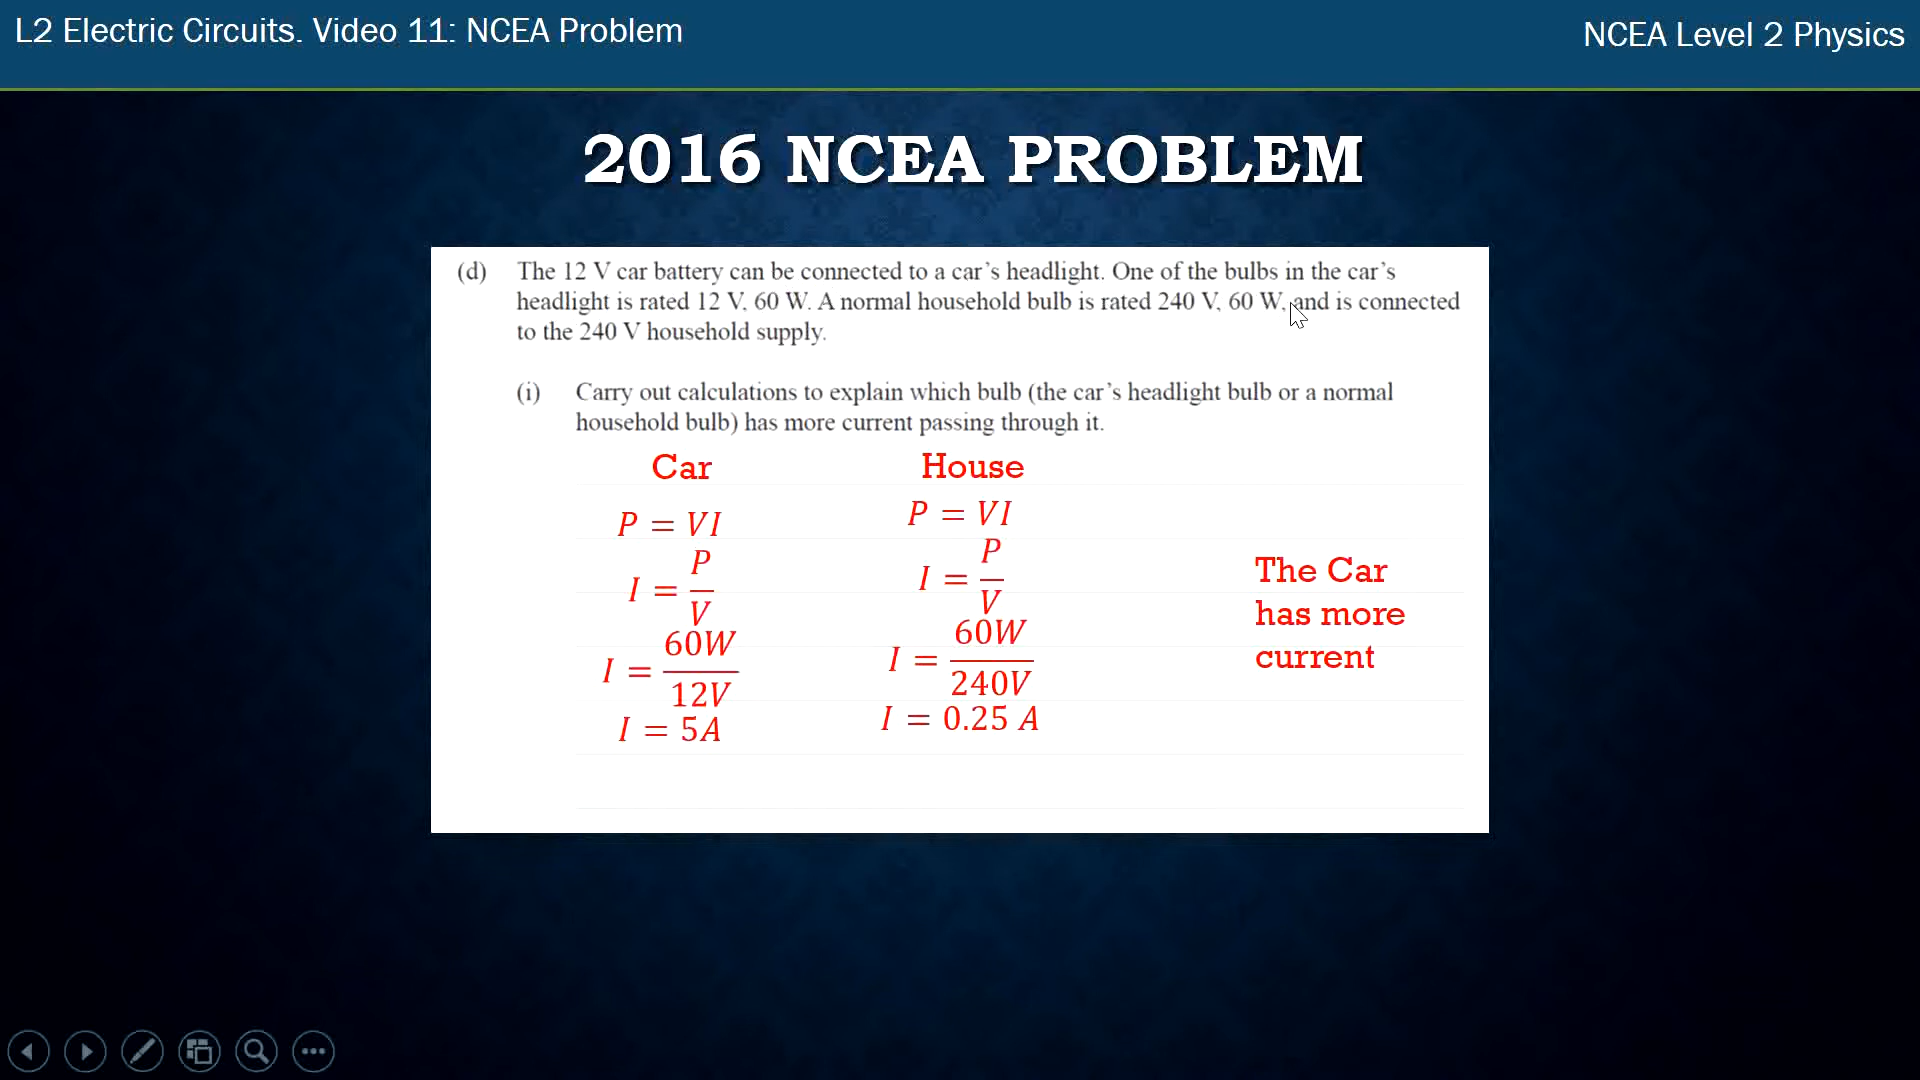 L2 Electric Circuits. Video 11: NCEA Problem
NCEA Level 2 Physics
2016 NCEA PROBLEM
(d) The 12 V car battery can be connected to a car’s headlight. One of the bulbs in the car’s
headlight is rated 12 V, 60 W. A normal household bulb is rated 240 V, 60 W, and is connected
to the 240 V household supply.
(i) Carry out calculations to explain which bulb (the car’s headlight bulb or a normal
household bulb) has more current passing through it.
Car
P = VI
I = P/V
I = 60W/12V
I = 5A
House
P = VI
I = P/V
I = 60W/240V
I = 0.25 A
The Car
has more
current